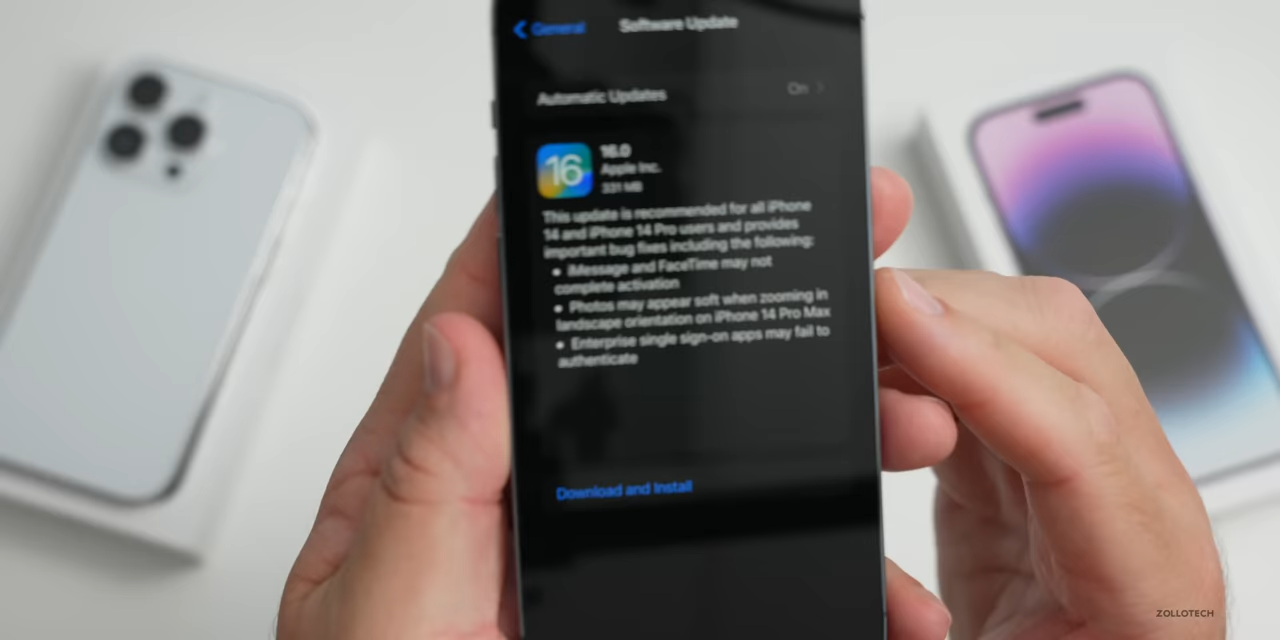 General
Software Update
Automatic Updates
On
16
16.0
Apple Inc.
331 MB
This update is recommended for all iPhone
14 and iPhone 14 Pro users and provides
important bug fixes including the following:
• iMessage and FaceTime may not
complete activation
• Photos may appear soft when zooming in
landscape orientation on iPhone 14 Pro Max
• Enterprise single sign-on apps may fail to
authenticate
Download and Install
ZOLLOTECH